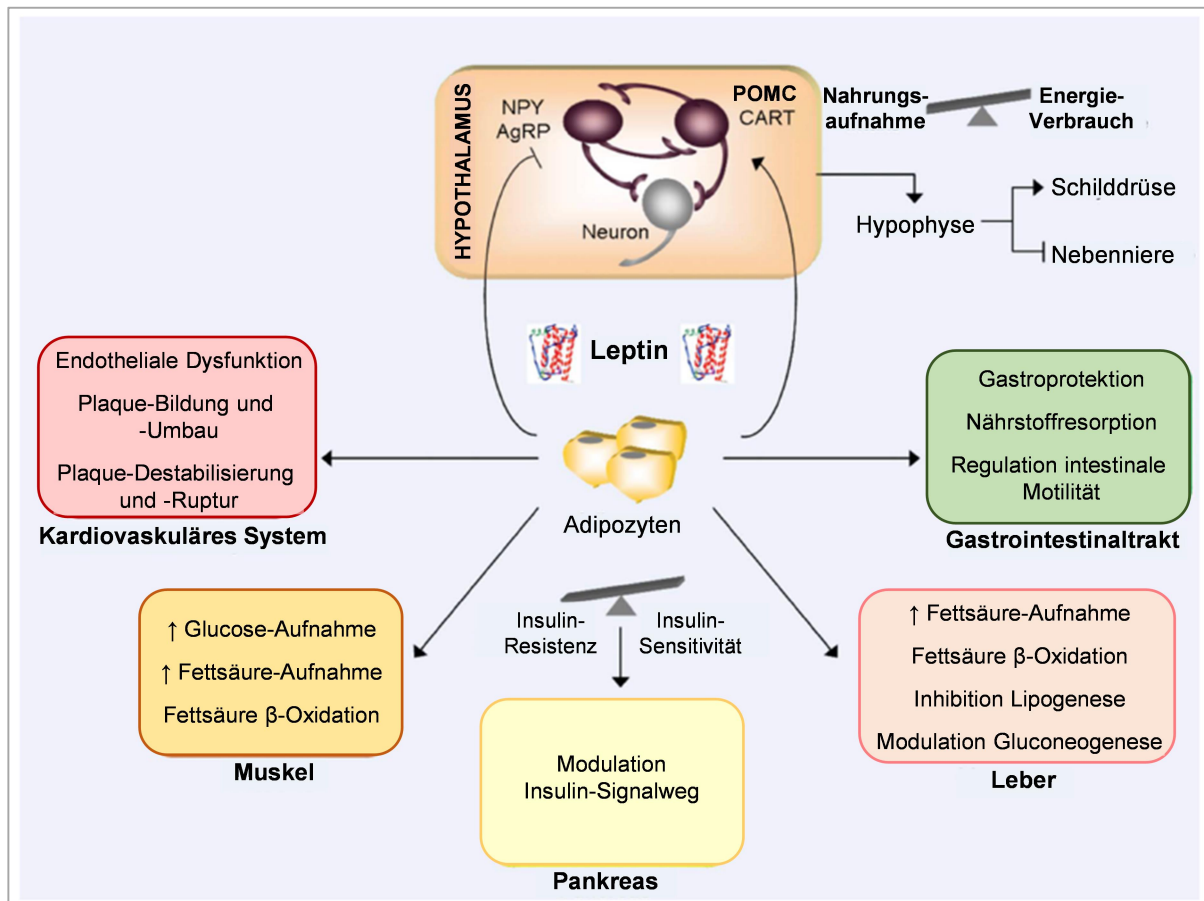 HYPOTHALAMUS
NPY
AgRP
POMC
CART
Neuron
Nahrungs-
aufnahme
Energie-
Verbrauch
Hypophyse
Schilddrüse
Nebenniere
Leptin
Adipozyten
Endotheliale Dysfunktion
Plaque-Bildung und
-Umbau
Plaque-Destabilisierung
und -Ruptur
Kardiovaskuläres System
Gastroprotektion
Nährstoffresorption
Regulation intestinale
Motilität
Gastrointestinaltrakt
↑ Glucose-Aufnahme
↑ Fettsäure-Aufnahme
Fettsäure β-Oxidation
Muskel
Insulin-
Resistenz
Insulin-
Sensitivität
Modulation
Insulin-Signalweg
Pankreas
↑ Fettsäure-Aufnahme
Fettsäure β-Oxidation
Inhibition Lipogenese
Modulation Gluconeogenese
Leber